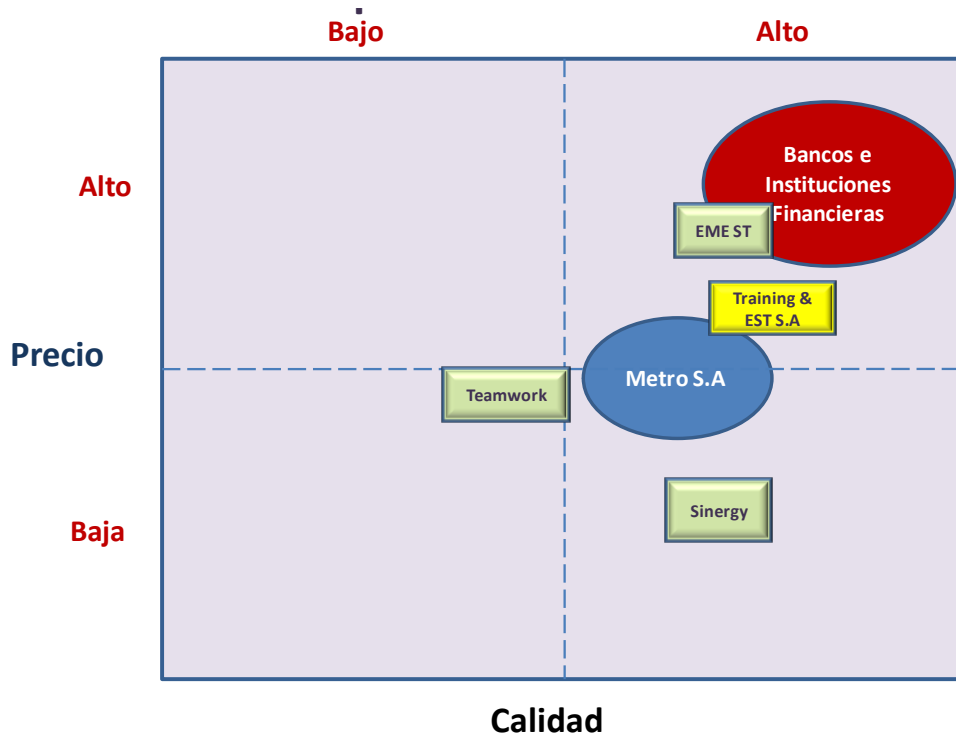 Bajo
Alto
Alto
Bancos e
Instituciones
Financieras
EME ST
Training &
EST S.A
Precio
Metro S.A
Teamwork
Sinergy
Baja
Calidad